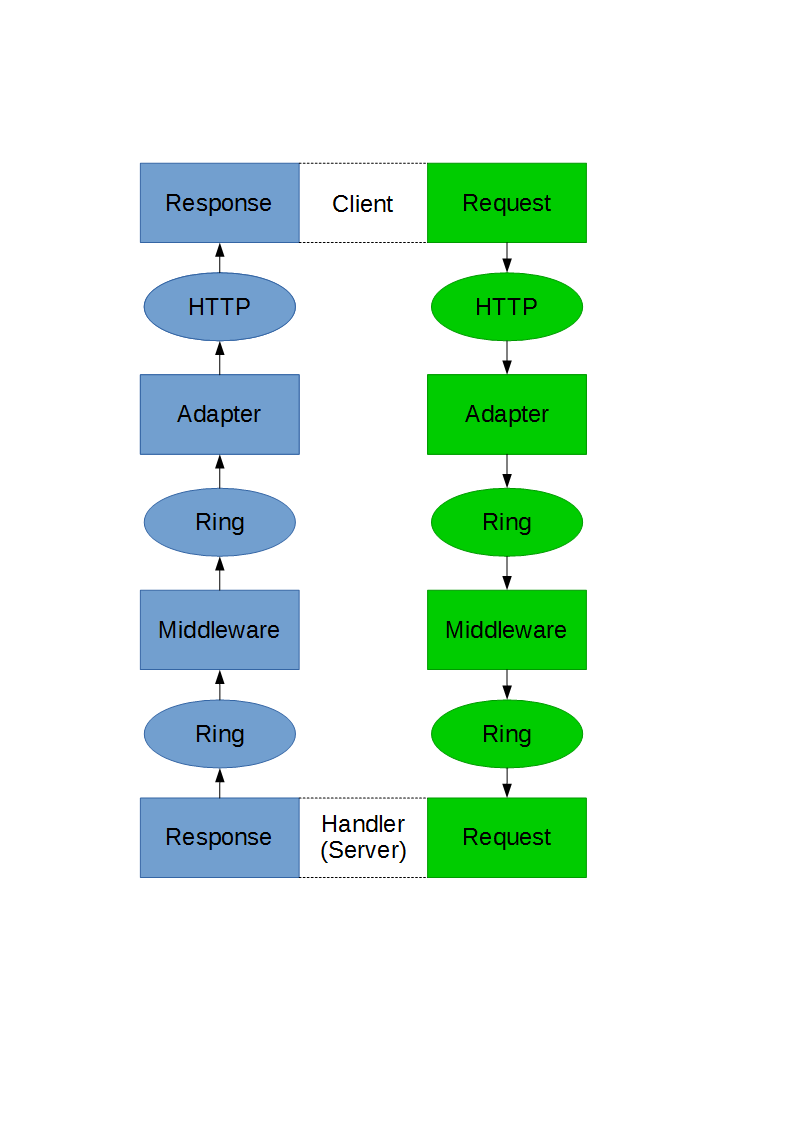 Response
Client
Request
HTTP
HTTP
Adapter
Adapter
Ring
Ring
Middleware
Middleware
Ring
Ring
Response
Handler
(Server)
Request